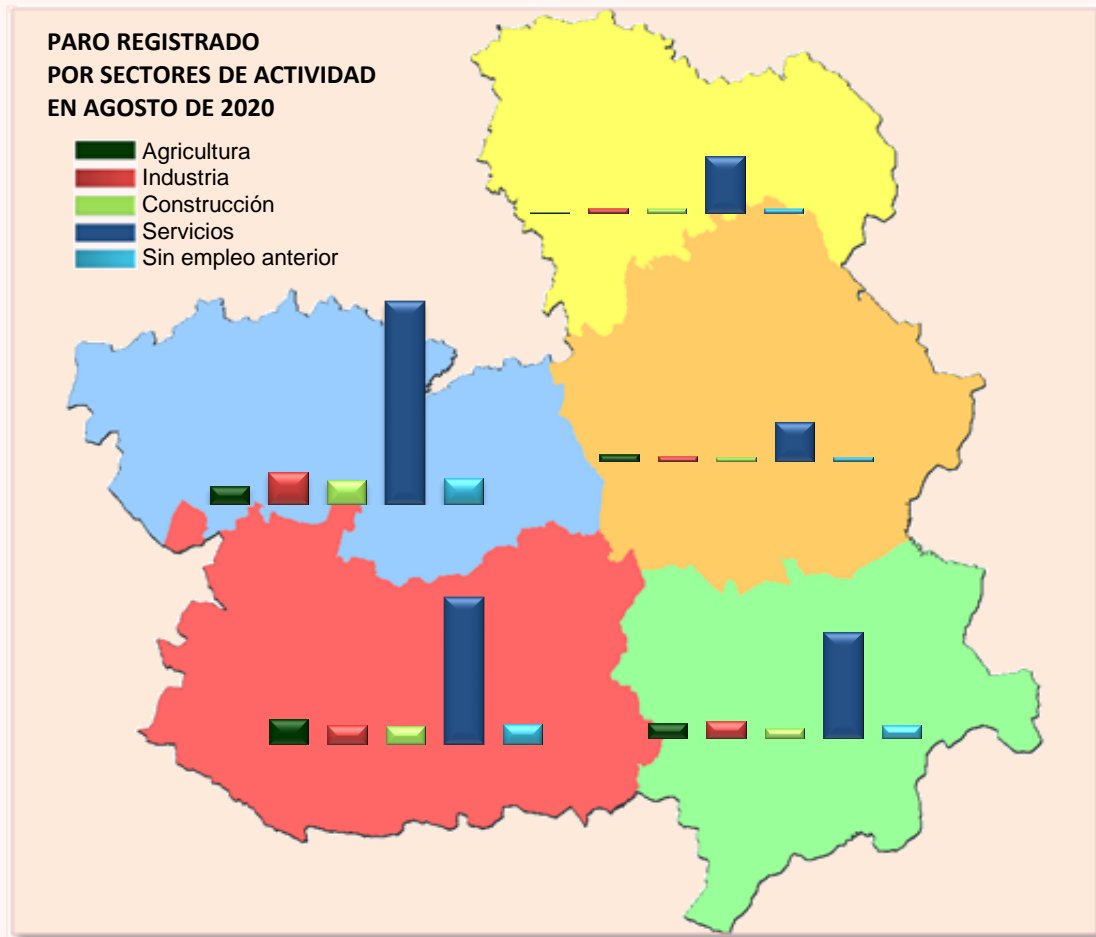 PARO REGISTRADO
POR SECTORES DE ACTIVIDAD
EN AGOSTO DE 2020
Agricultura
Industria
Construcción
Servicios
Sin empleo anterior